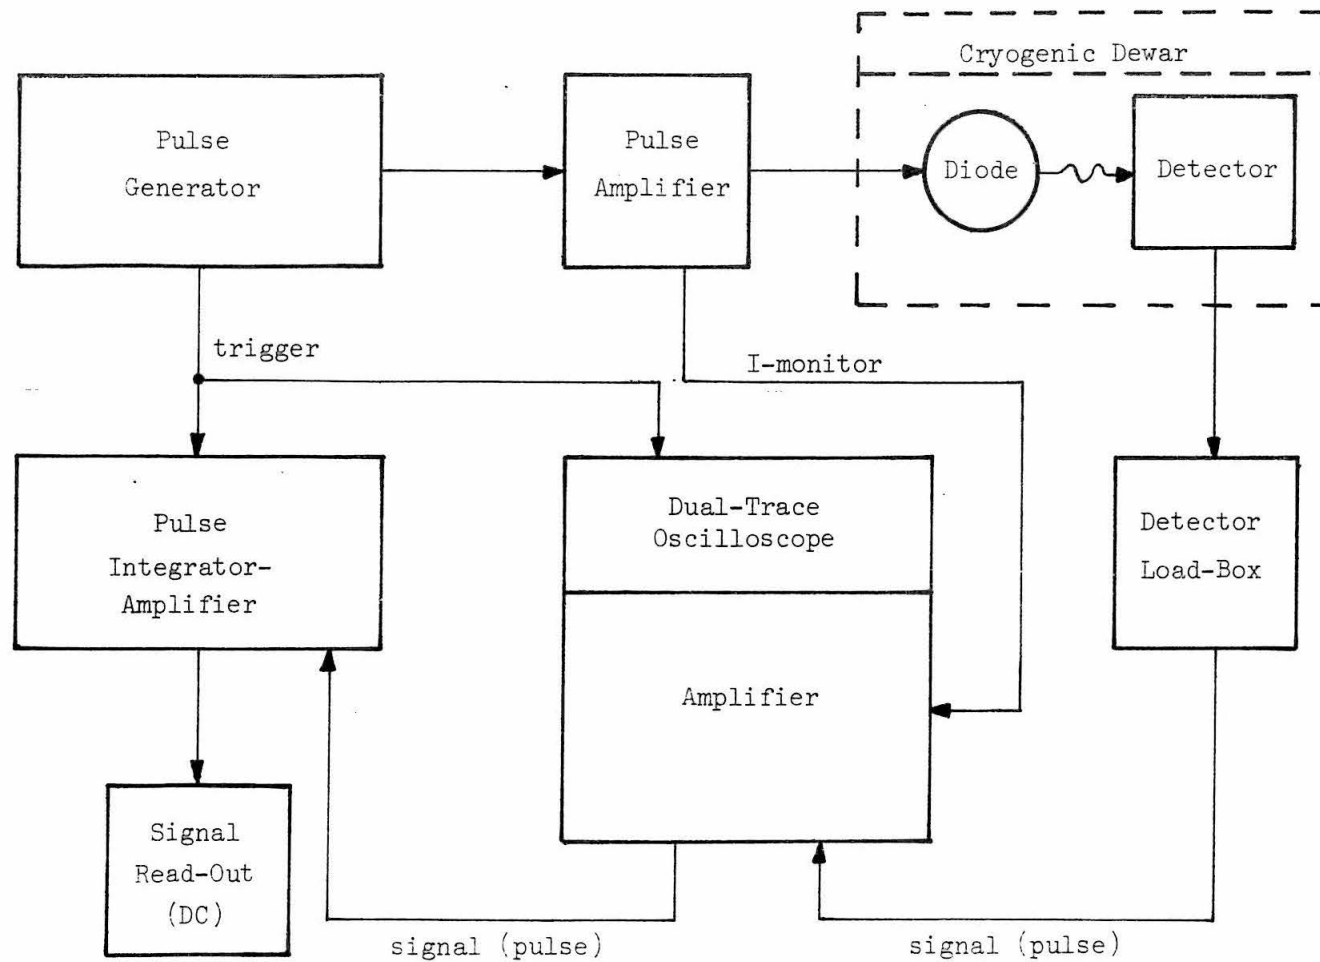 Cryogenic Dewar
Pulse
Generator
Pulse
Amplifier
Diode
Detector
trigger
I-monitor
Pulse
Integrator-
Amplifier
Dual-Trace
Oscilloscope
Amplifier
Detector
Load-Box
Signal
Read-Out
(DC)
signal (pulse)
signal (pulse)